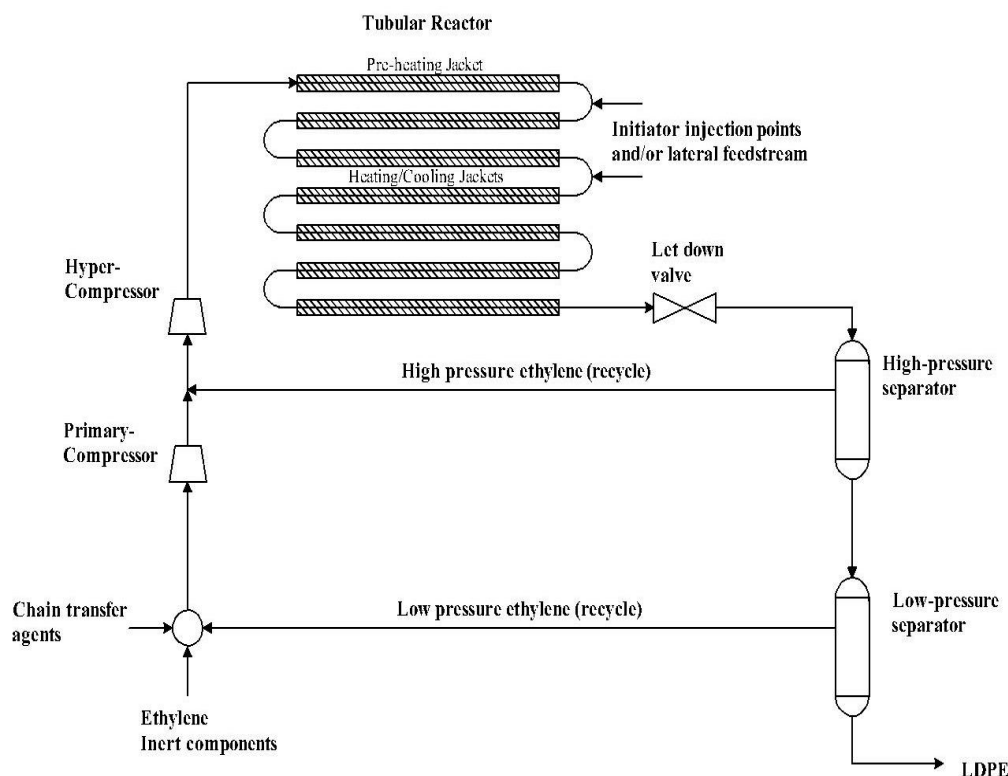 Tubular Reactor
Pre-heating Jacket
Initiator injection points
and/or lateral feedstream
Heating/Cooling Jackets
Let down
valve
Hyper-
Compressor
High pressure ethylene (recycle)
High-pressure
separator
Primary-
Compressor
Chain transfer
agents
Low pressure ethylene (recycle)
Low-pressure
separator
Ethylene
Inert components
LDPE